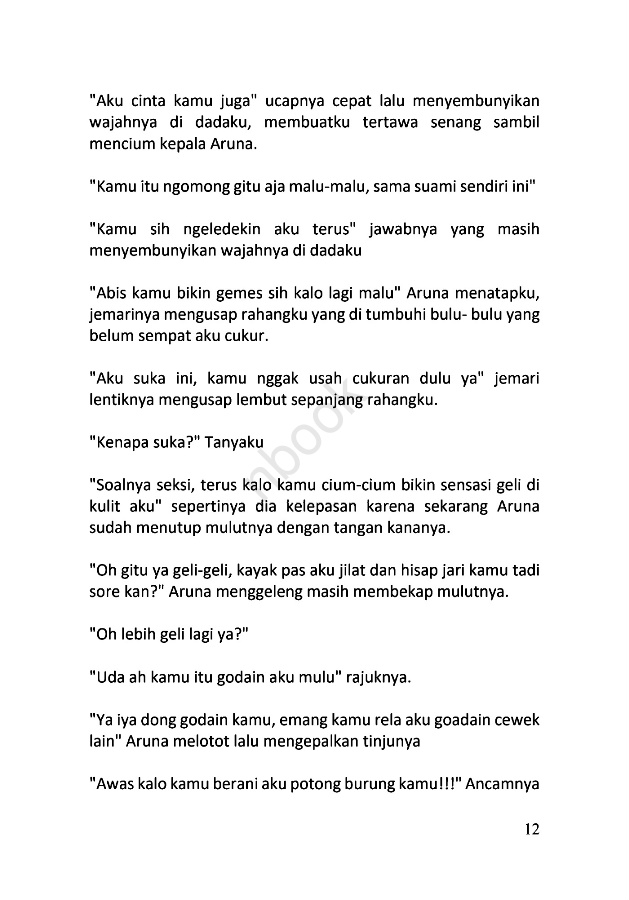 "Aku cinta kamu juga" ucapnya cepat lalu menyembunyikan
wajahnya di dadaku, membuatku tertawa senang sambil
mencium kepala Aruna.
"Kamu itu ngomong gitu aja malu-malu, sama suami sendiri ini"
"Kamu sih ngeledekin aku terus" jawabnya yang masih
menyembunyikan wajahnya di dadaku
"Abis kamu bikin gemes sih kalo lagi malu" Aruna menatapku,
jemarinya mengusap rahangku yang di tumbuhi bulu- bulu yang
belum sempat aku cukur.
"Aku suka ini, kamu nggak usah cukuran dulu ya" jemari
lentiknya mengusap lembut sepanjang rahangku.
"Kenapa suka?" Tanyaku
"Soalnya seksi, terus kalo kamu cium-cium bikin sensasi geli di
kulit aku" sepertinya dia kelepasan karena sekarang Aruna
sudah menutup mulutnya dengan tangan kananya.
"Oh gitu ya geli-geli, kayak pas aku jilat dan hisap jari kamu tadi
sore kan?" Aruna menggeleng masih membekap mulutnya.
"Oh lebih geli lagi ya?"
"Uda ah kamu itu godain aku mulu" rajuknya.
"Ya iya dong godain kamu, emang kamu rela aku goadain cewek
lain" Aruna melotot lalu mengepalkan tinjunya
"Awas kalo kamu berani aku potong burung kamu!!!" Ancamnya
12
nbook